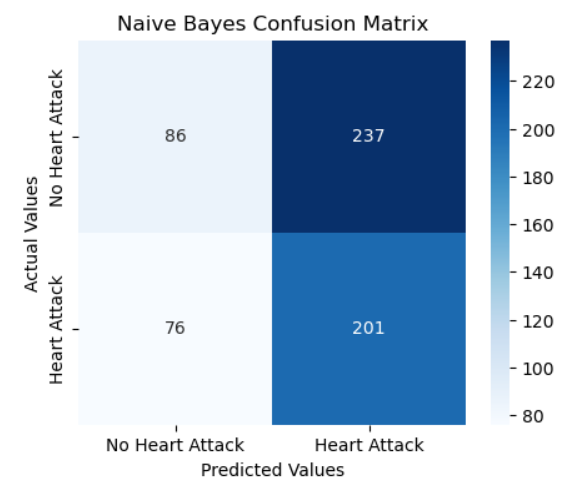 Naive Bayes Confusion Matrix
Actual Values
No Heart Attack
Heart Attack
86
237
76
201
No Heart Attack
Heart Attack
Predicted Values
220
200
180
160
140
120
100
80